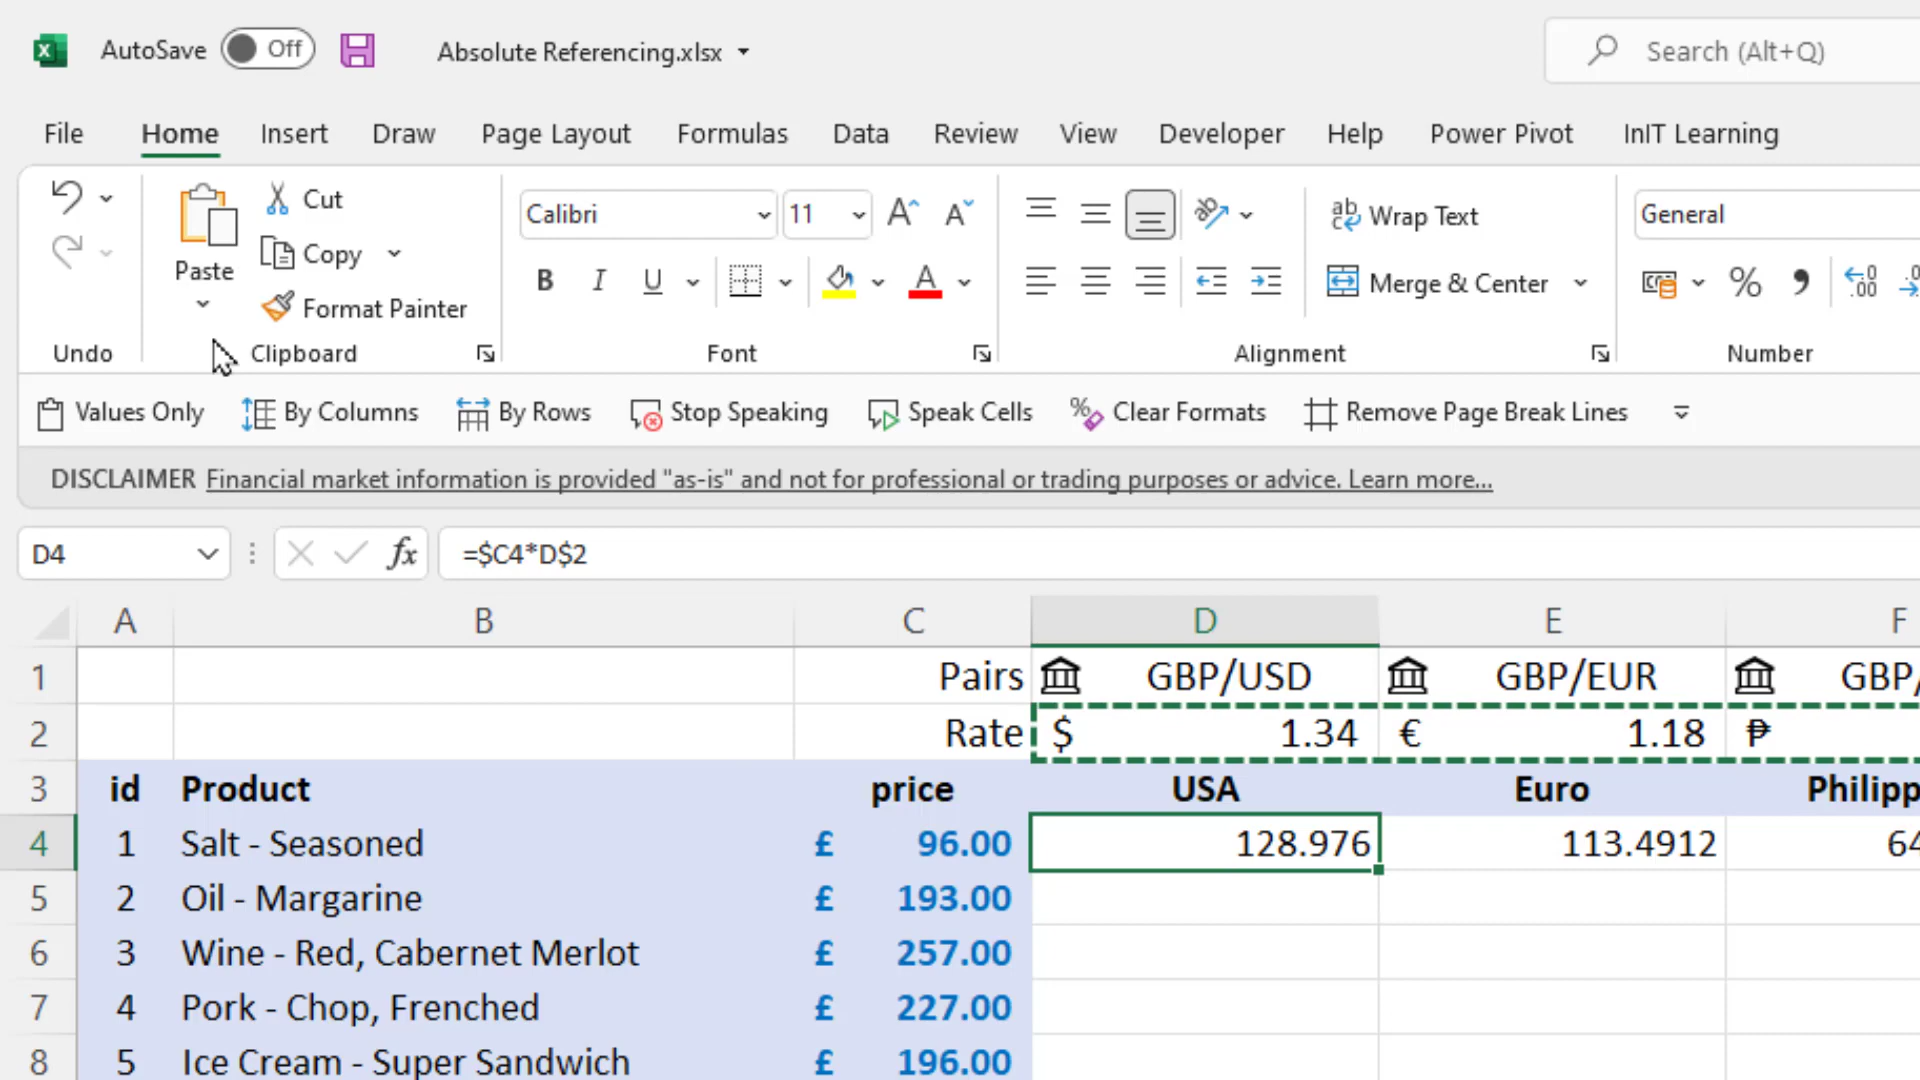 AutoSave Off Absolute Referencing.xlsx Search (Alt+Q)
File Home Insert Draw Page Layout Formulas Data Review View Developer Help Power Pivot InIT Learning
Cut
Copy
Paste
Format Painter
Calibri 11
B I U A
Wrap Text
Merge & Center
General
% .00
Undo Clipboard Font Alignment Number
Values Only By Columns By Rows Stop Speaking Speak Cells Clear Formats Remove Page Break Lines
DISCLAIMER Financial market information is provided "as-is" and not for professional or trading purposes or advice. Learn more...
D4 fx =$C4*D$2
A B C D E F
1 Pairs GBP/USD GBP/EUR GBP/
2 Rate $ 1.34 € 1.18 ₱
3 id Product price USA Euro Philipp
4 1 Salt - Seasoned £ 96.00 128.976 113.4912 64
5 2 Oil - Margarine £ 193.00
6 3 Wine - Red, Cabernet Merlot £ 257.00
7 4 Pork - Chop, Frenched £ 227.00
8 5 Ice Cream - Super Sandwich £ 196.00